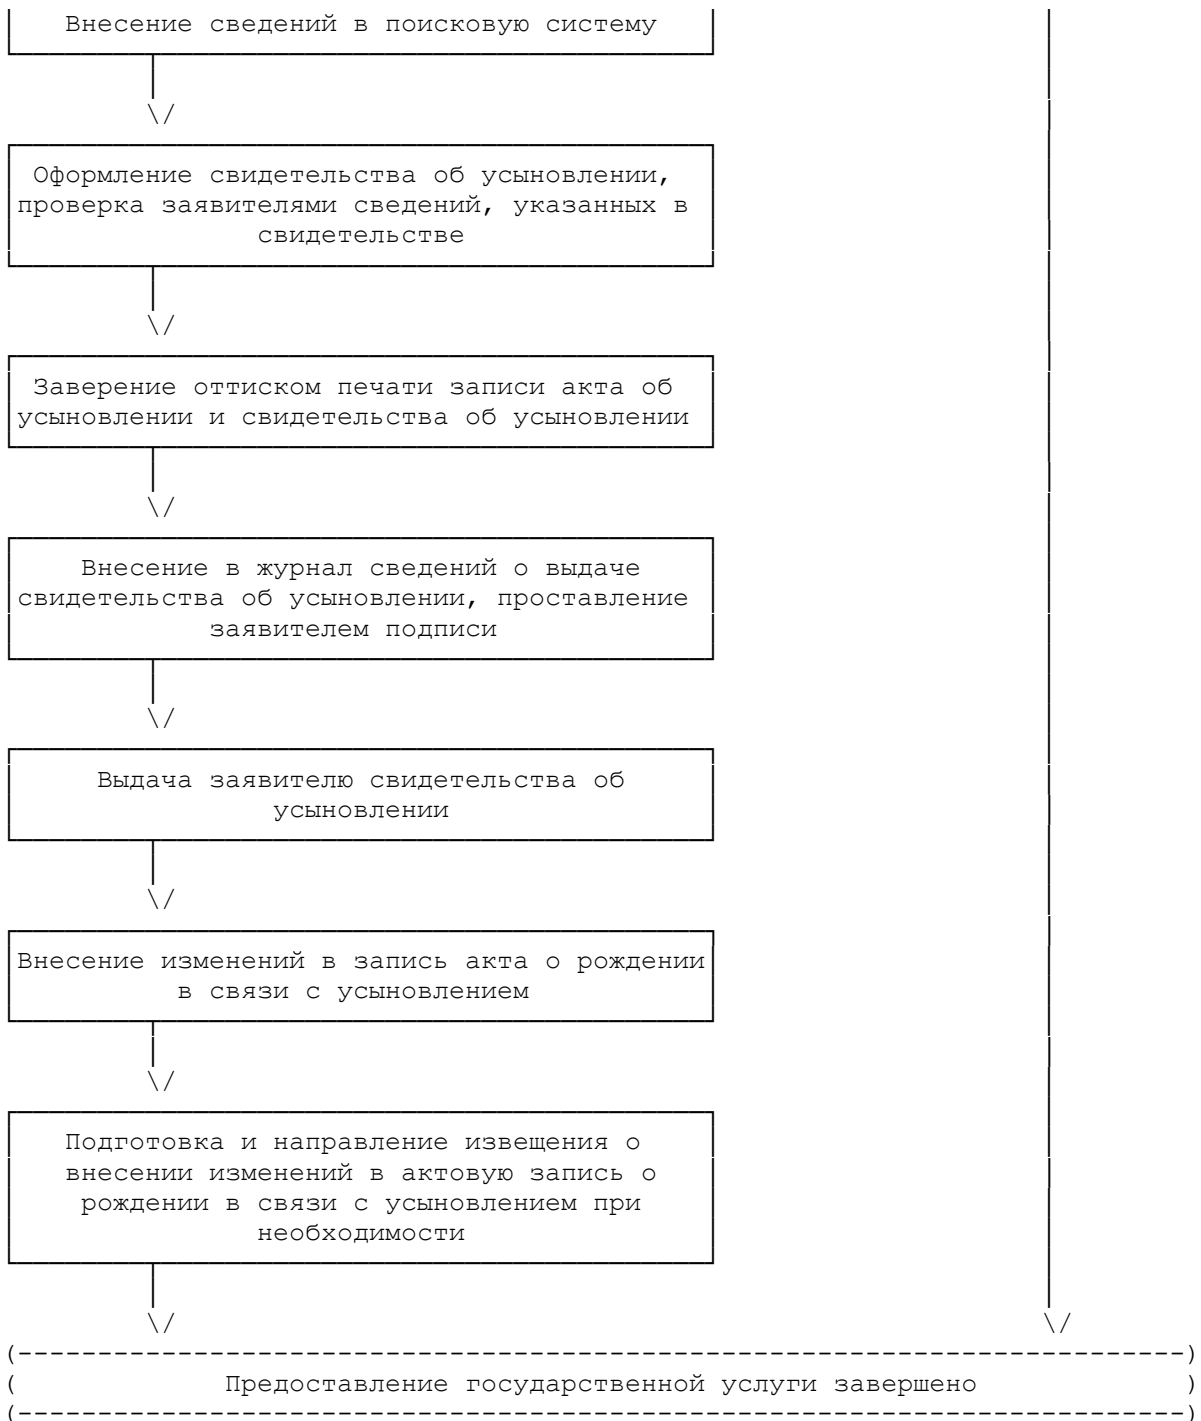 Внесение сведений в поисковую систему
Оформление свидетельства об усыновлении,
проверка заявителями сведений, указанных в
свидетельстве
Заверение оттиском печати записи акта об
усыновлении и свидетельства об усыновлении
Внесение в журнал сведений о выдаче
свидетельства об усыновлении, проставление
заявителем подписи
Выдача заявителю свидетельства об
усыновлении
Внесение изменений в запись акта о рождении
в связи с усыновлением
Подготовка и направление извещения о
внесении изменений в актовую запись о
рождении в связи с усыновлением при
необходимости
Предоставление государственной услуги завершено